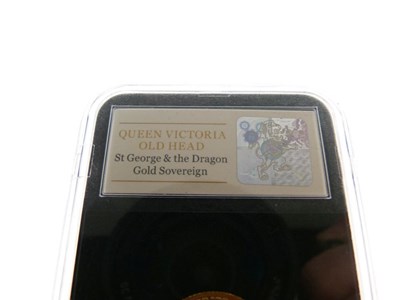 QUEEN VICTORIA
OLD HEAD
St George & the Dragon
Gold Sovereign